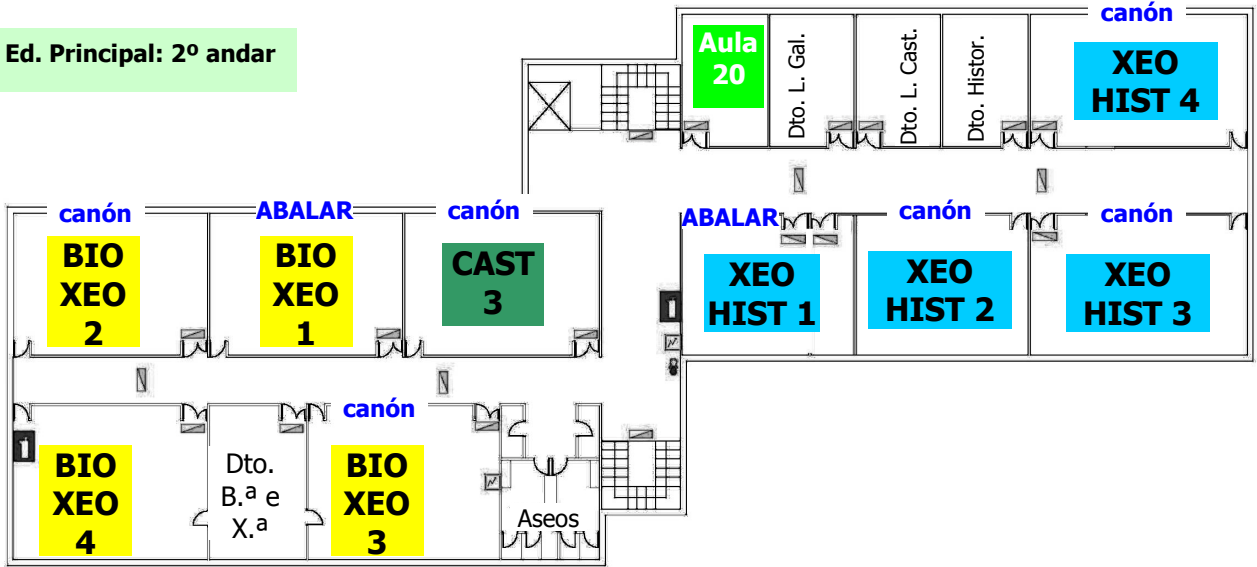 Ed. Principal: 2º andar
canón
Aula
20
Dto. L. Gal.
Dto. L. Cast.
Dto. Histor.
XEO
HIST 4
canón
ABALAR
canón
ABALAR
canón
canón
BIO
XEO
2
BIO
XEO
1
CAST
3
XEO
HIST 1
XEO
HIST 2
XEO
HIST 3
canón
BIO
XEO
4
Dto.
B.ª e
X.ª
BIO
XEO
3
Aseos